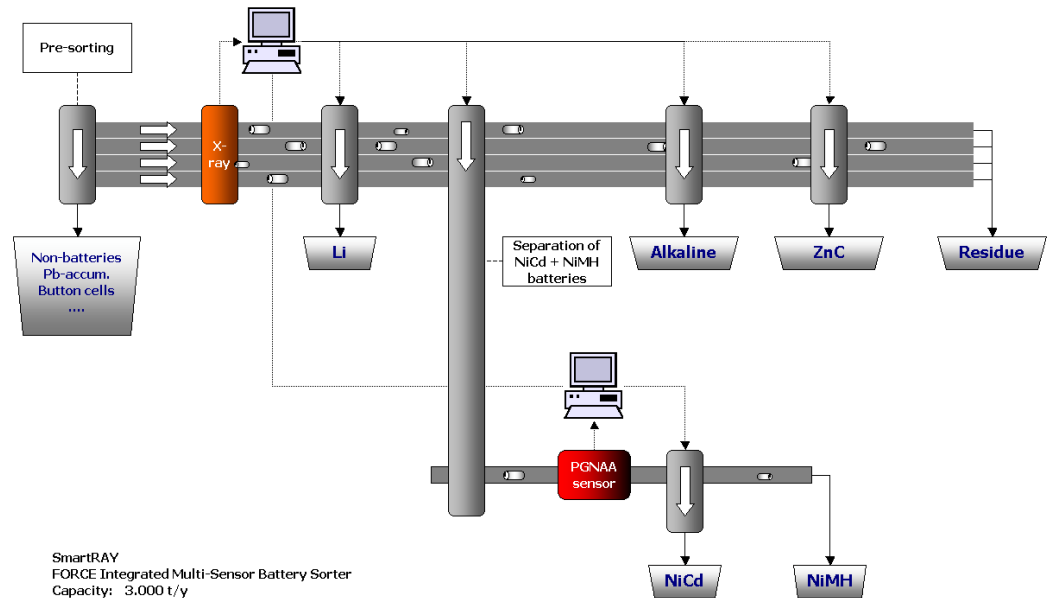 Pre-sorting
X-
ray
Non-batteries
Pb-accum.
Button cells
....
Li
Separation of
NiCd + NiMH
batteries
Alkaline
ZnC
Residue
PGNAA
sensor
NiCd
NiMH
SmartRAY
FORCE Integrated Multi-Sensor Battery Sorter
Capacity: 3.000 t/y